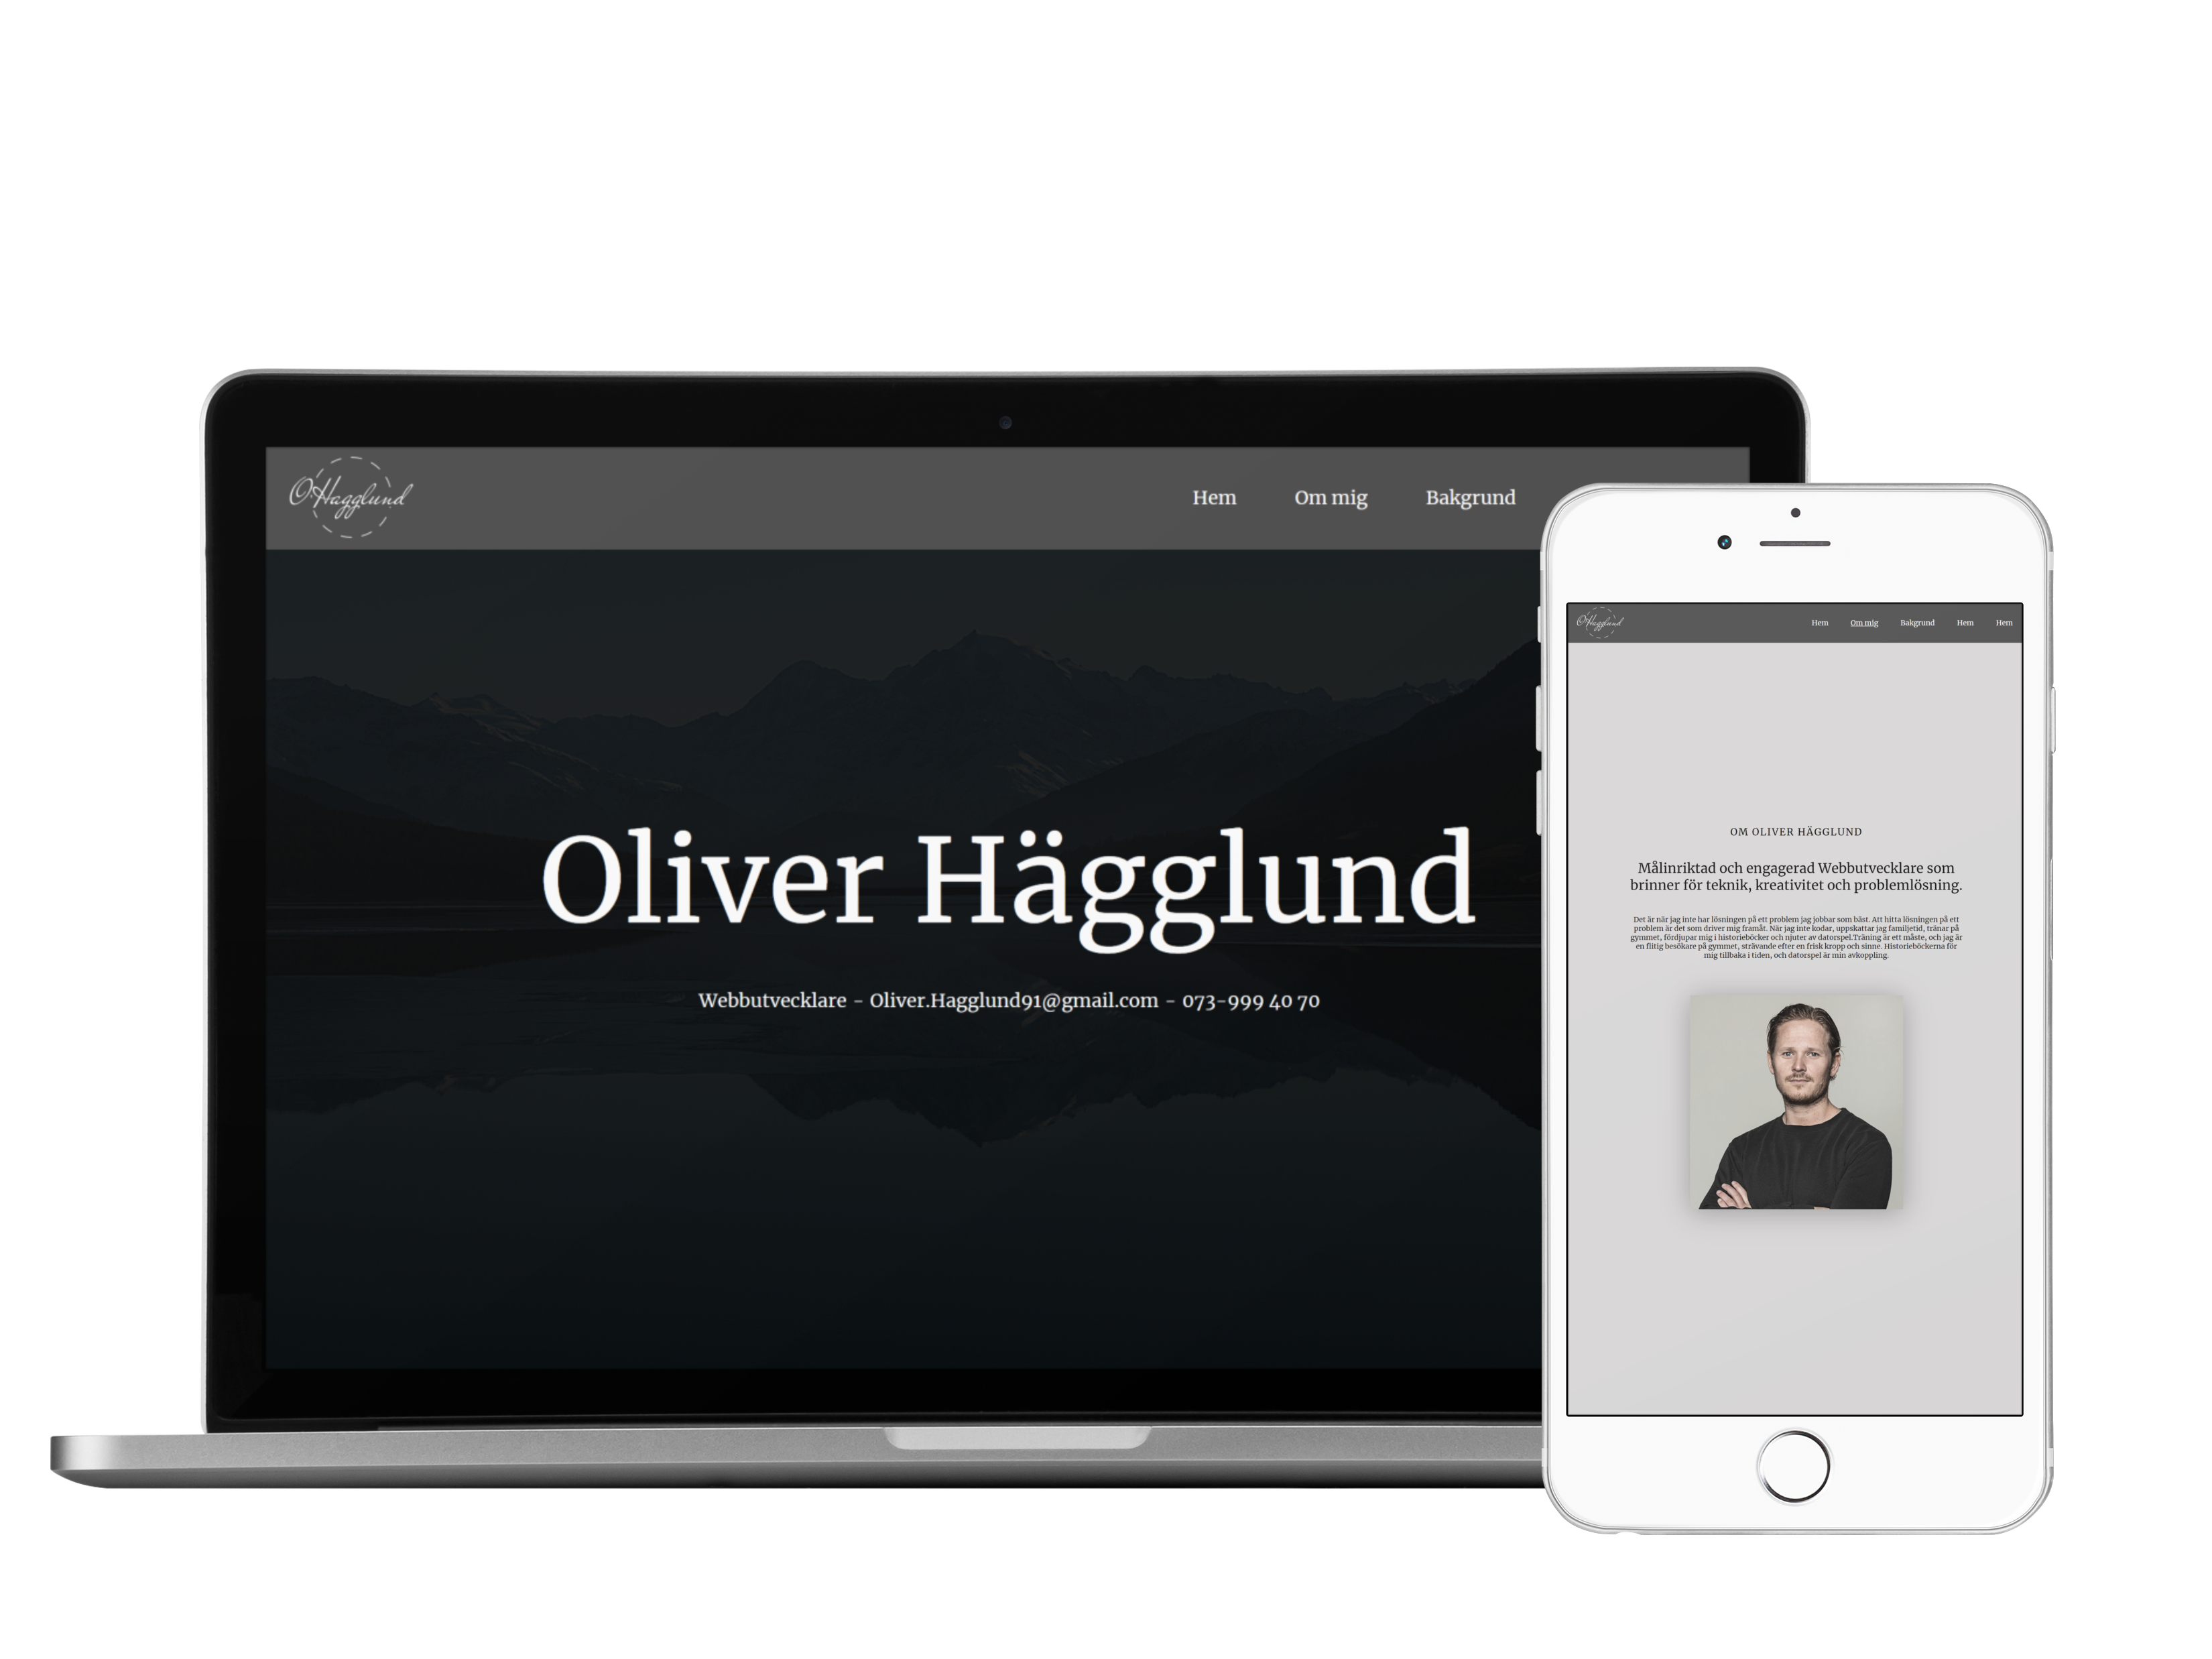 O.Hagglund
Hem Om mig Bakgrund
Oliver Hägglund
Webbutvecklare - Oliver.Hagglund91@gmail.com - 073-999 40 70
O.Hagglund
Hem Om mig Bakgrund Hem Hem
OM OLIVER HÄGGLUND
Målinriktad och engagerad Webbutvecklare som
brinner för teknik, kreativitet och problemlösning.
Det är när jag inte har lösningen på ett problem jag jobbar som bäst. Att hitta lösningen på ett
problem är det som driver mig framåt. När jag inte kodar, uppskattar jag familjetid, tränar på
gymmet, fördjupar mig i historieböcker och njuter av datorspel.Träning är ett måste, och jag är
en flitig besökare på gymmet, strävande efter en frisk kropp och sinne. Historieböckerna för
mig tillbaka i tiden, och datorspel är min avkoppling.